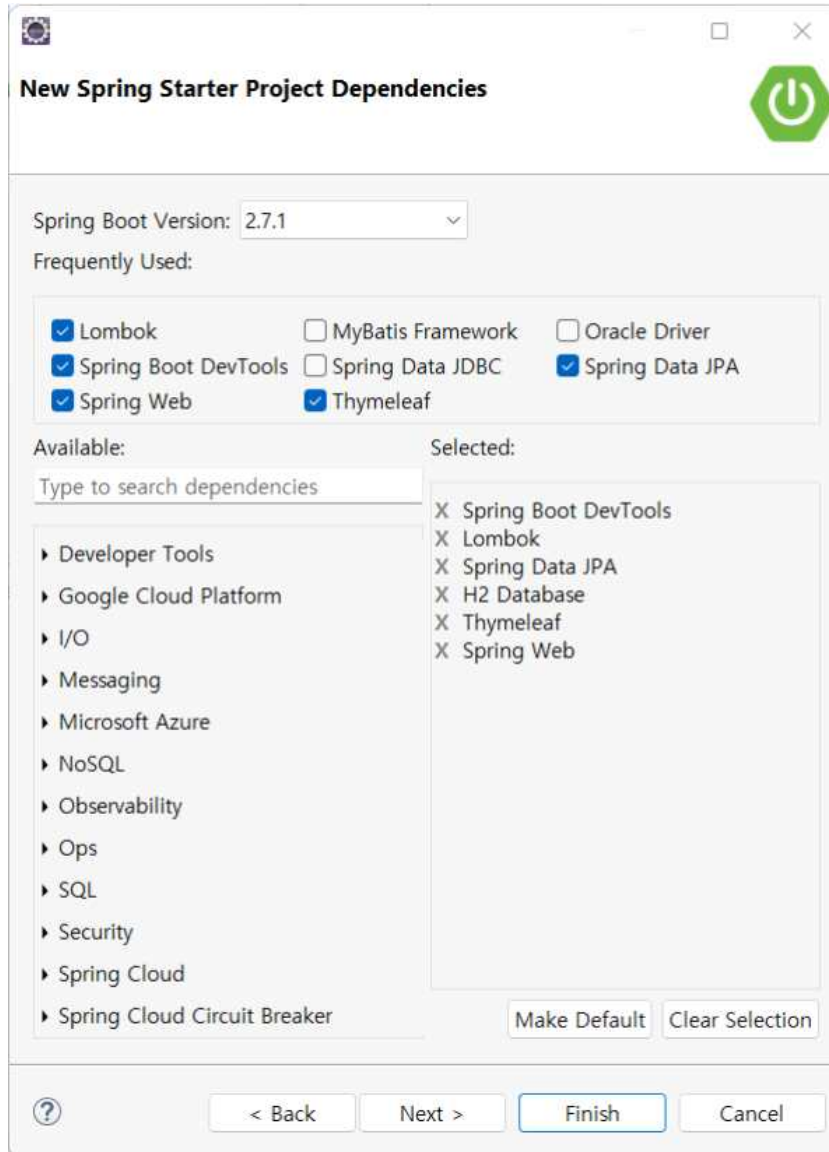 New Spring Starter Project Dependencies
Spring Boot Version: 2.7.1
Frequently Used:
Lombok MyBatis Framework Oracle Driver
Spring Boot DevTools Spring Data JDBC Spring Data JPA
Spring Web Thymeleaf
Available:
Type to search dependencies
Developer Tools
Google Cloud Platform
I/O
Messaging
Microsoft Azure
NoSQL
Observability
Ops
SQL
Security
Spring Cloud
Spring Cloud Circuit Breaker
Selected:
X Spring Boot DevTools
X Lombok
X Spring Data JPA
X H2 Database
X Thymeleaf
X Spring Web
Make Default Clear Selection
? < Back Next > Finish Cancel